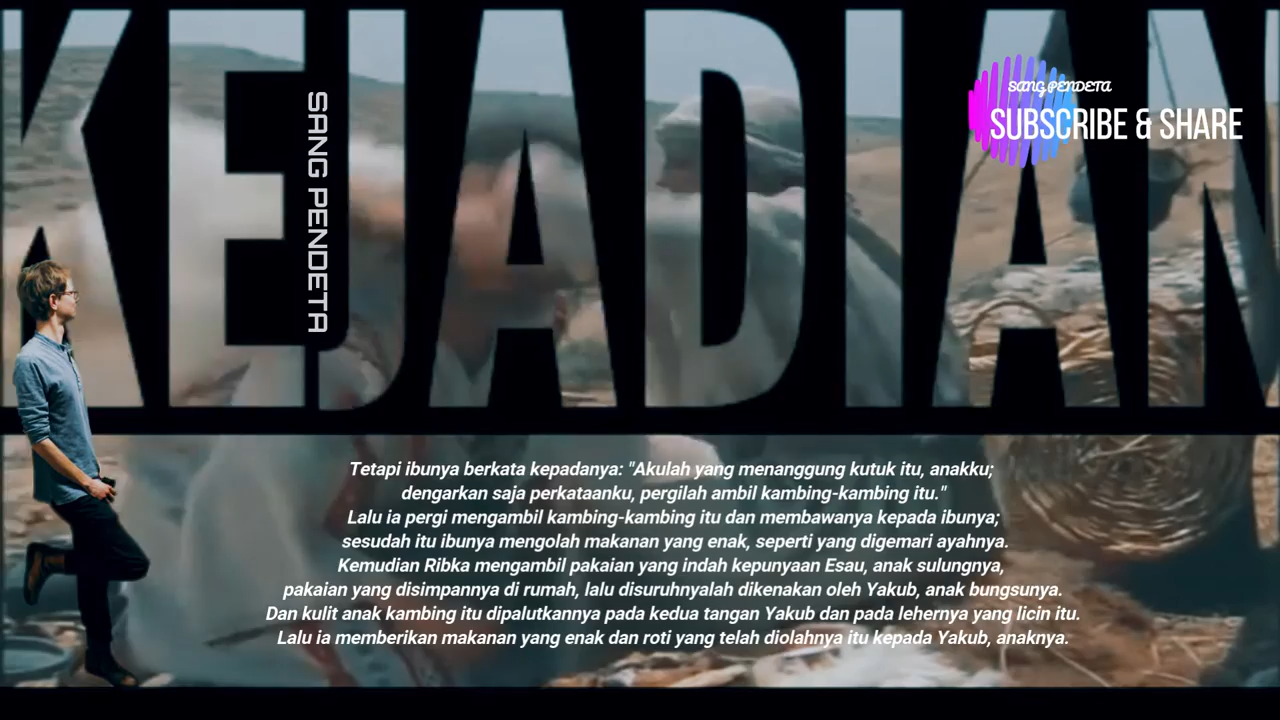 KEJADIAN
SANG PENDETA
SANG PENDETA
SUBSCRIBE & SHARE
Tetapi ibunya berkata kepadanya: "Akulah yang menanggung kutuk itu, anakku;
dengarkan saja perkataanku, pergilah ambil kambing-kambing itu."
Lalu ia pergi mengambil kambing-kambing itu dan membawanya kepada ibunya;
sesudah itu ibunya mengolah makanan yang enak, seperti yang digemari ayahnya.
Kemudian Ribka mengambil pakaian yang indah kepunyaan Esau, anak sulungnya,
pakaian yang disimpannya di rumah, lalu disuruhnyalah dikenakan oleh Yakub, anak bungsunya.
Dan kulit anak kambing itu dipalutkannya pada kedua tangan Yakub dan pada lehernya yang licin itu.
Lalu ia memberikan makanan yang enak dan roti yang telah diolahnya itu kepada Yakub, anaknya.